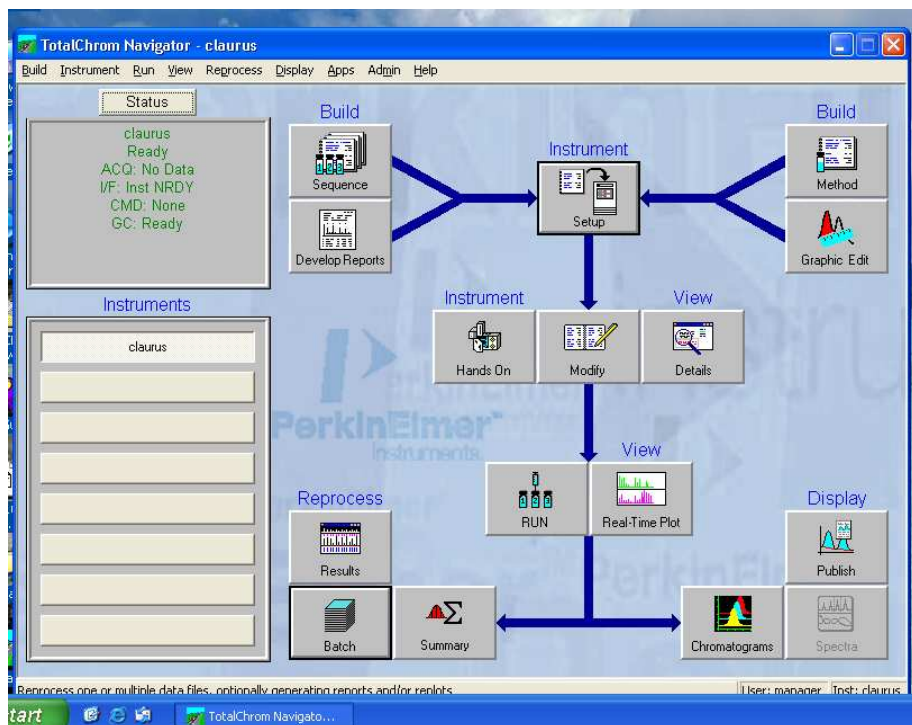 TotalChrom Navigator - claurus
Build Instrument Run View Reprocess Display Apps Admin Help
Status
claurus
Ready
ACQ: No Data
I/F: Inst NRDY
CMD: None
GC: Ready
Instruments
claurus
Build
Sequence
Develop Reports
Instrument
Setup
Build
Method
Graphic Edit
Instrument
Hands On
Modify
View
Details
PerkinElmer
instruments.
RUN
View
Real-Time Plot
Reprocess
Results
Batch
Summary
Display
Publish
Chromatograms
Spectra
Reprocess one or multiple data files, optionally generating reports and/or replots
User: manager Inst: claurus
tart
TotalChrom Navigato...